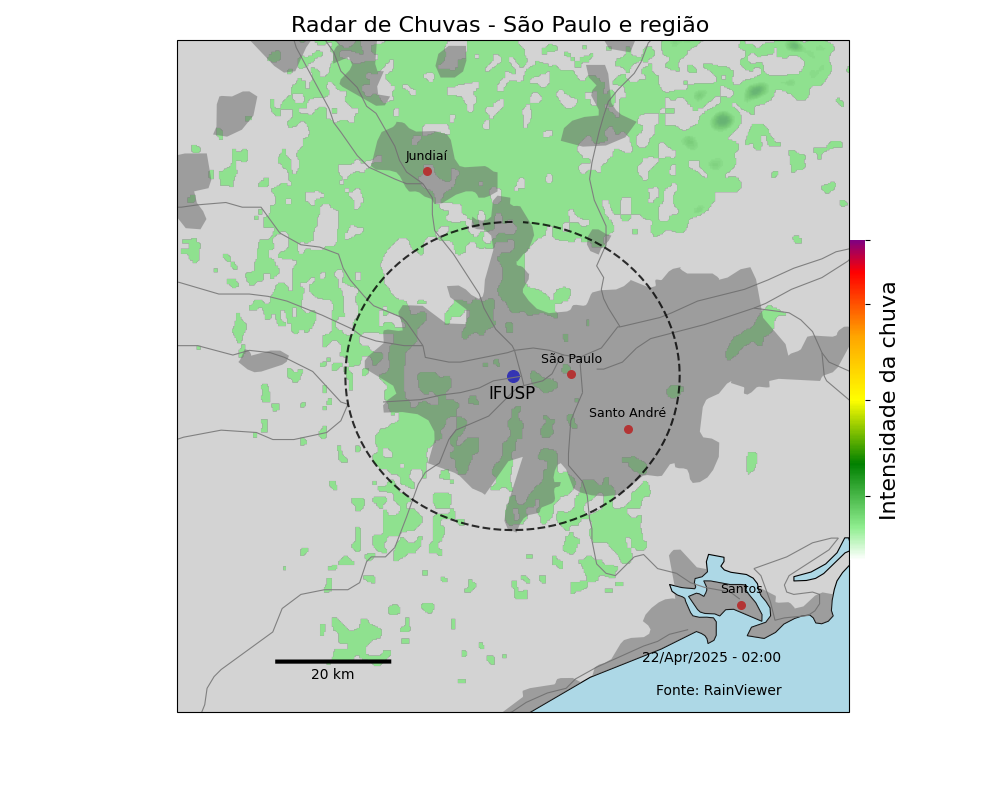 Radar de Chuvas - São Paulo e região
Jundiaí
São Paulo
IFUSP
Santo André
Santos
20 km
22/Apr/2025 - 02:00
Fonte: RainViewer
Intensidade da chuva